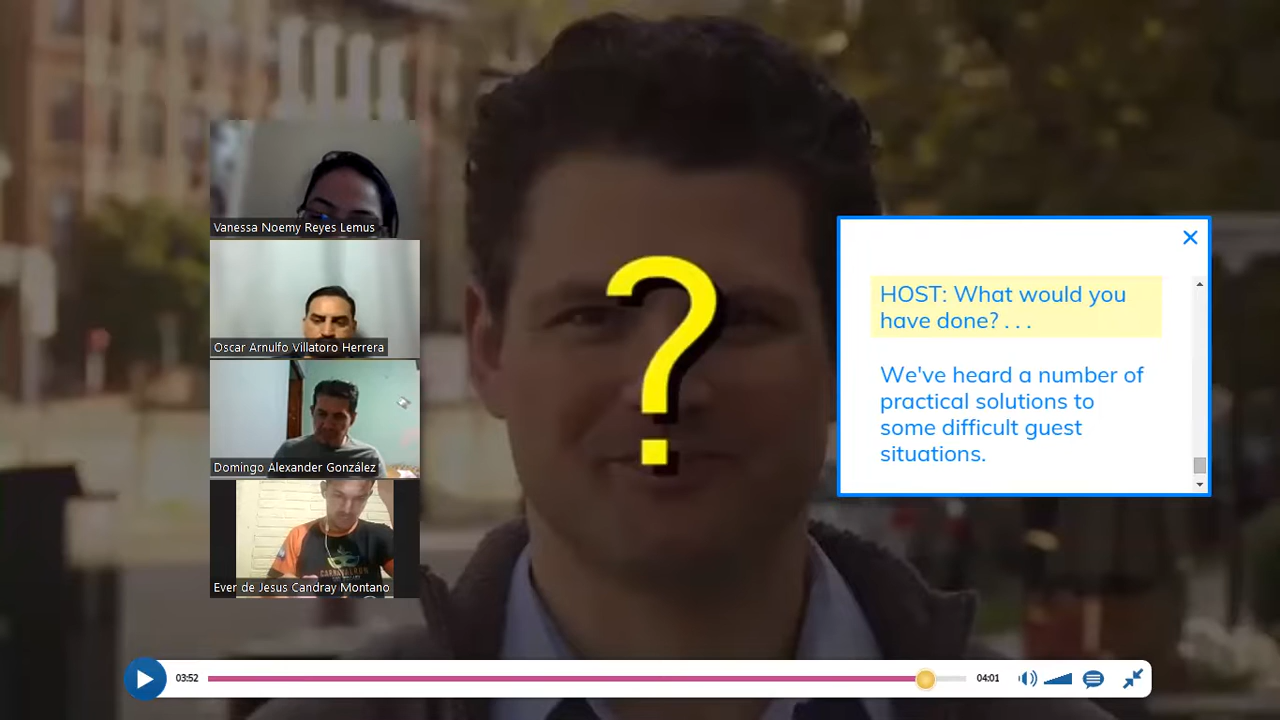 Vanessa Noemy Reyes Lemus
Oscar Arnulfo Villatoro Herrera
Domingo Alexander González
Ever de Jesus Candray Montano
?
HOST: What would you
have done? . . .
We've heard a number of
practical solutions to
some difficult guest
situations.
03:52
04:01